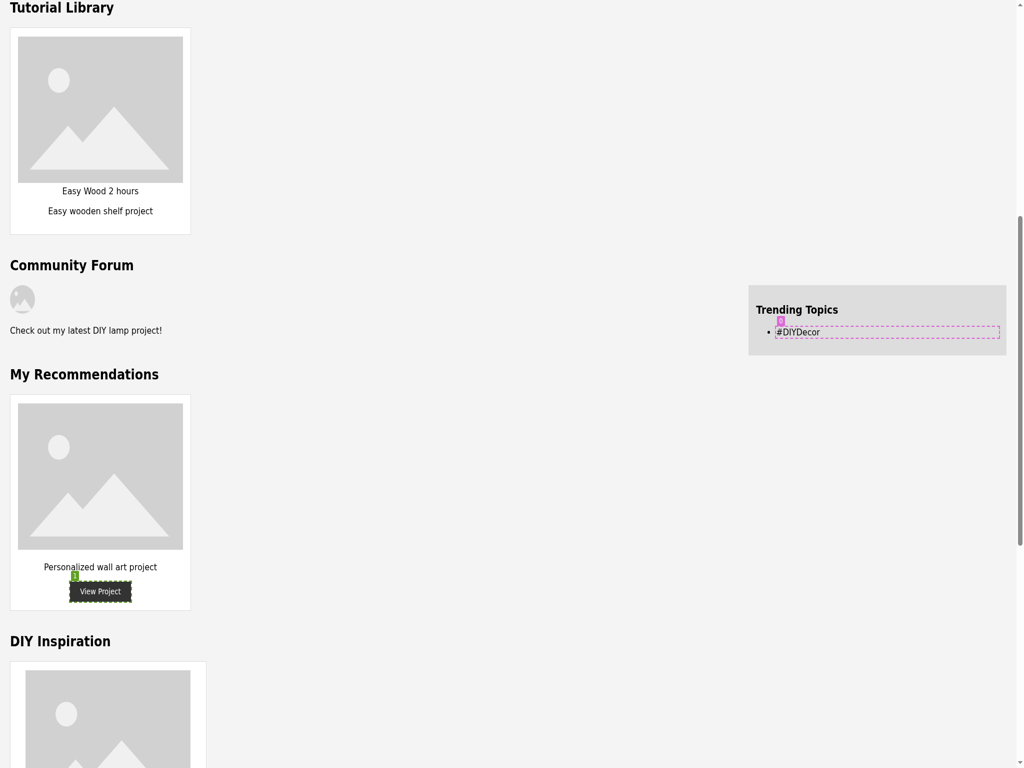 Tutorial Library
Easy Wood 2 hours
Easy wooden shelf project
Community Forum
Check out my latest DIY lamp project!
Trending Topics
0
• #DIYDecor
My Recommendations
Personalized wall art project
1
View Project
DIY Inspiration